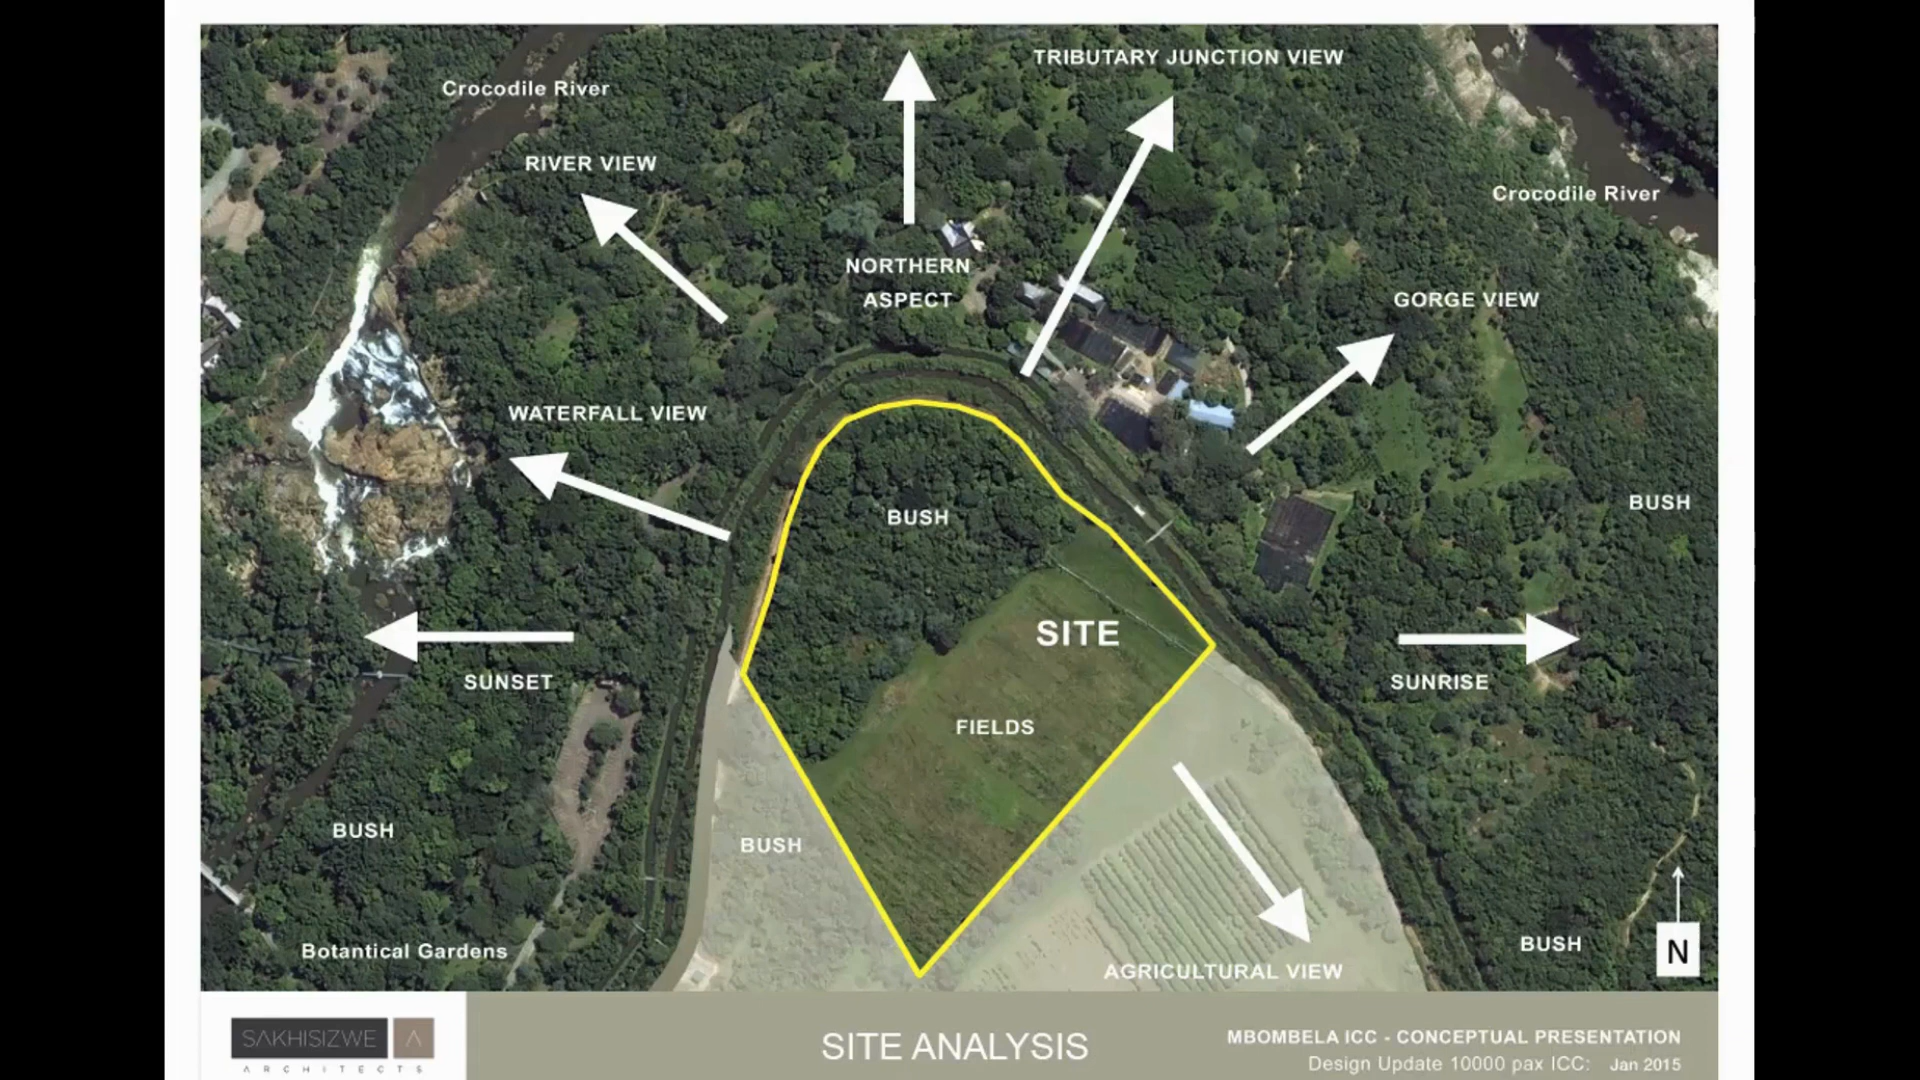 TRIBUTARY JUNCTION VIEW
Crocodile River
RIVER VIEW
Crocodile River
NORTHERN
ASPECT
GORGE VIEW
WATERFALL VIEW
BUSH
BUSH
SITE
SUNSET
SUNRISE
FIELDS
BUSH
BUSH
BUSH
N
Botantical Gardens
AGRICULTURAL VIEW
SAKHISIZWE A
ARCHITECTS
SITE ANALYSIS
MBOMBELA ICC - CONCEPTUAL PRESENTATION
Design Update 10000 pax ICC: Jan 2015